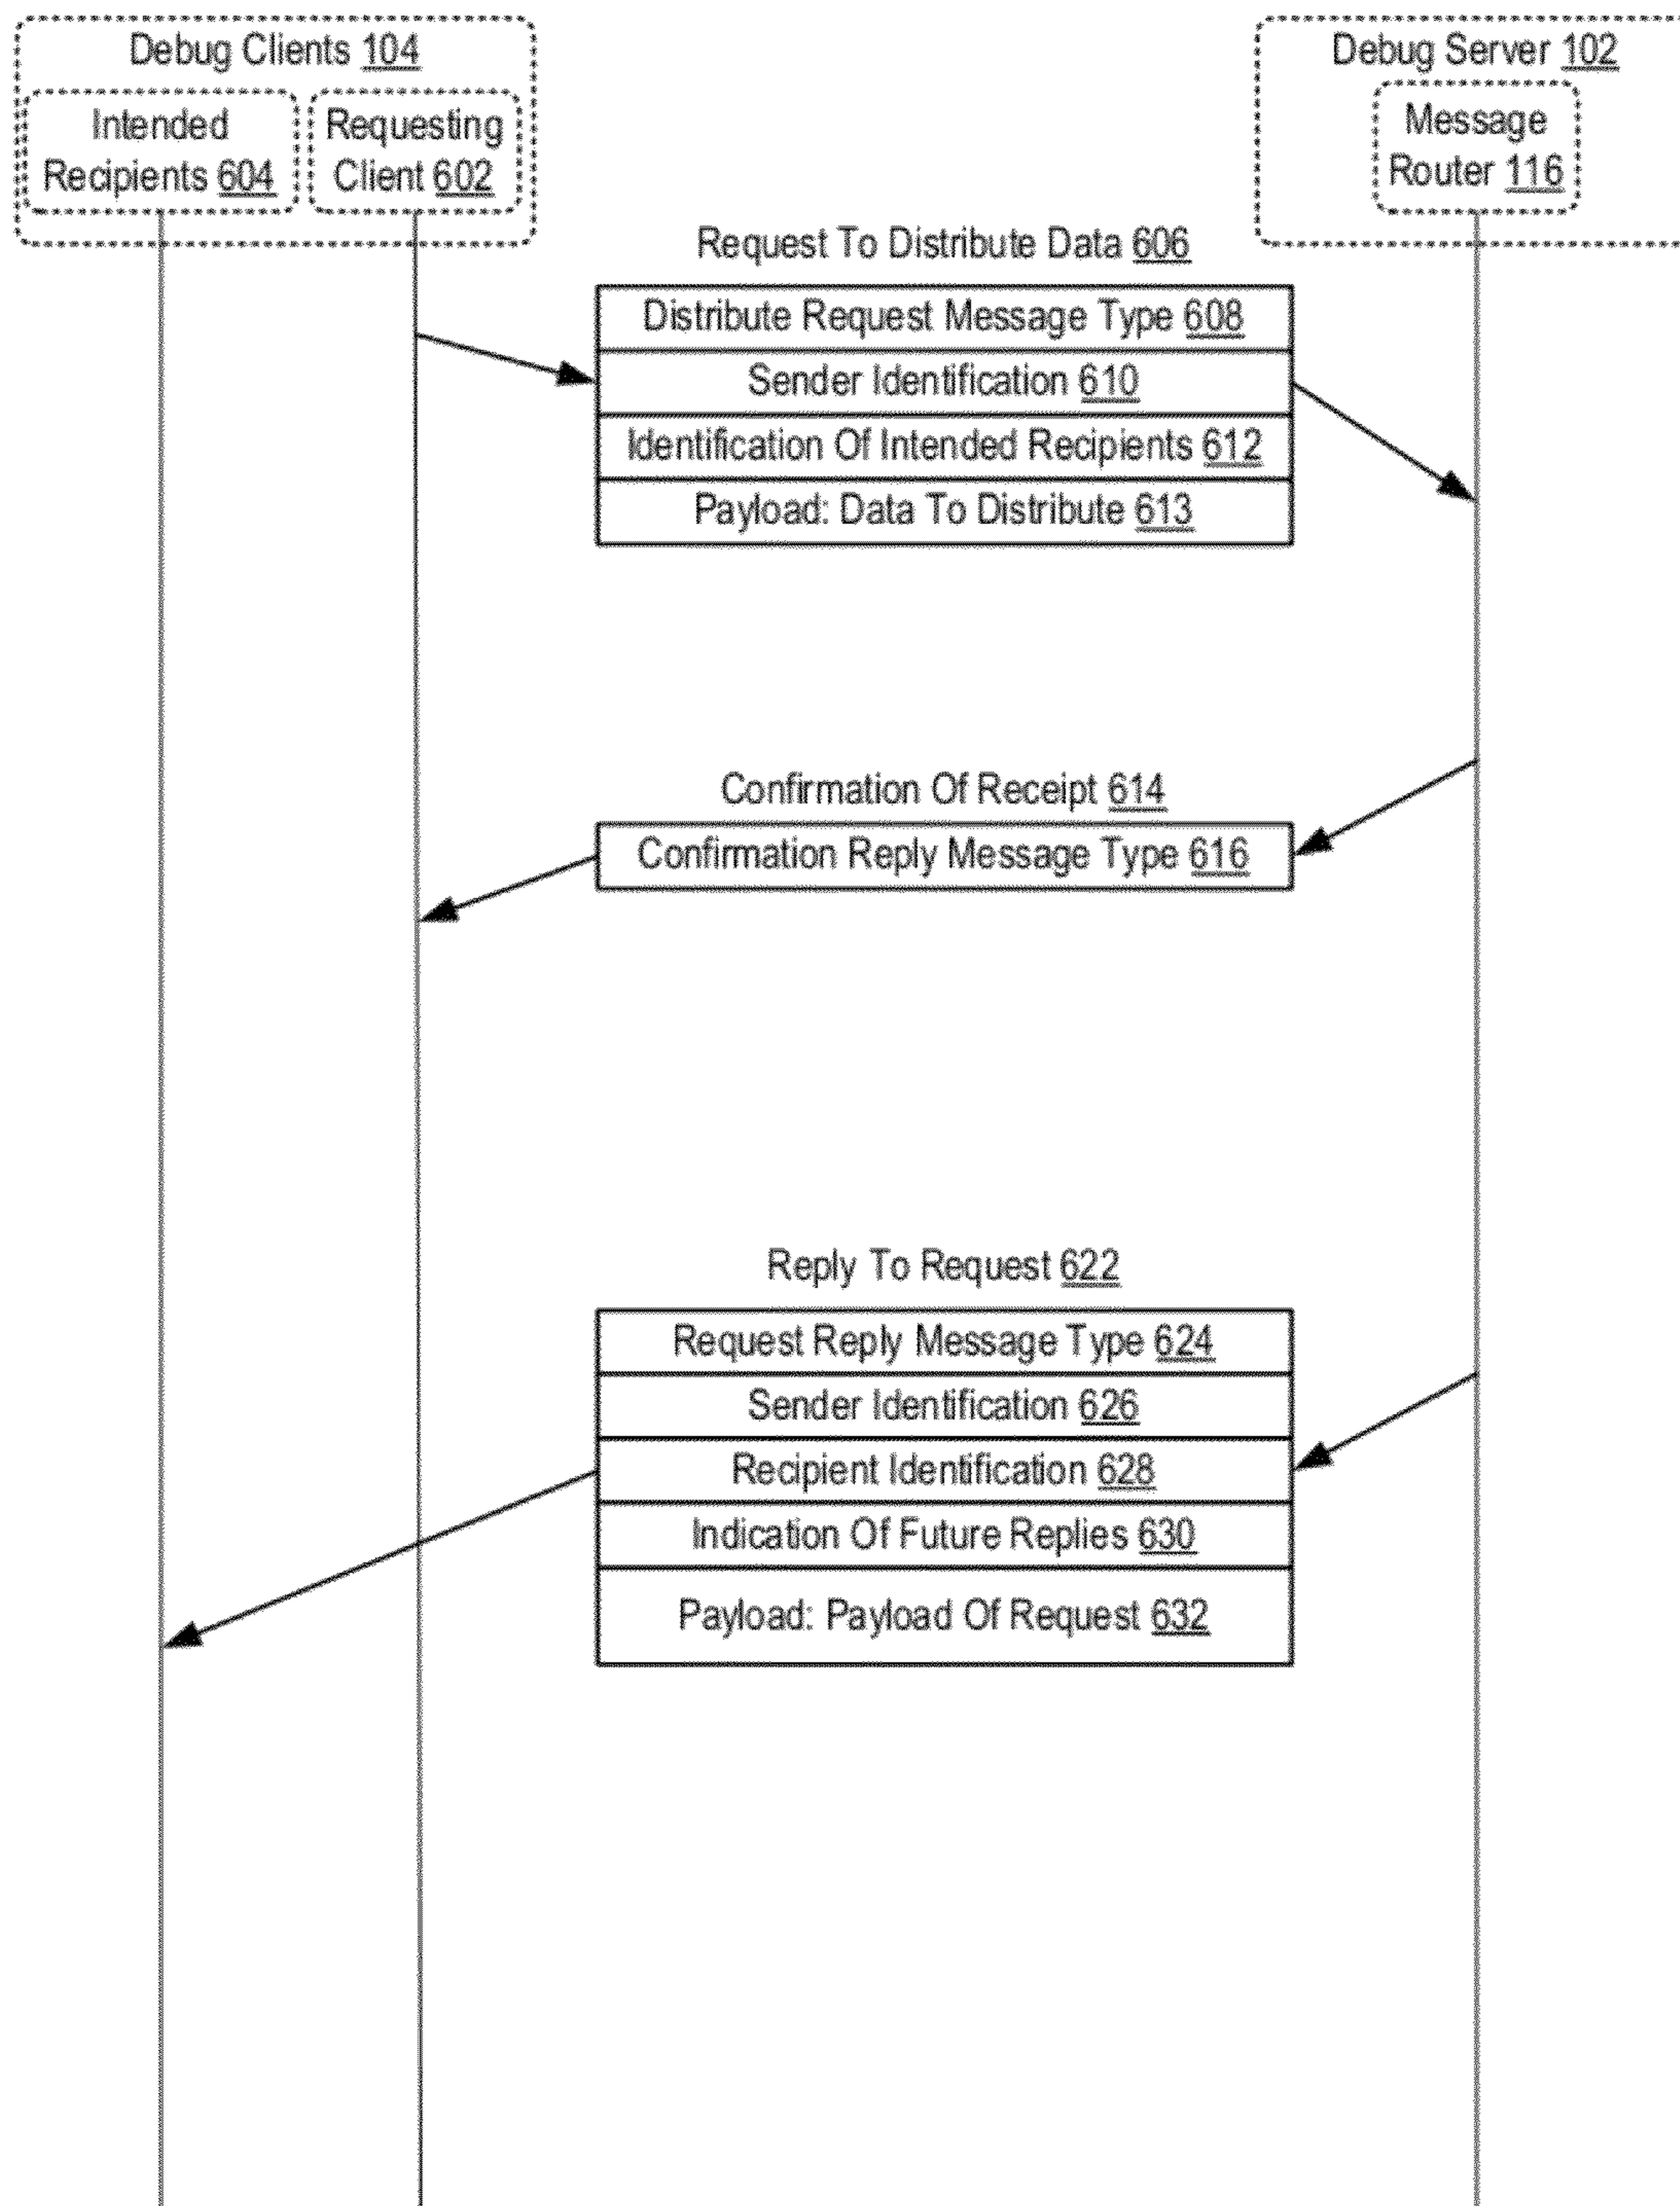 Debug Clients 104
Intended
Recipients 604
Requesting
Client 602
Debug Server 102
Message
Router 116
Request To Distribute Data 606
Distribute Request Message Type 608
Sender Identification 610
Identification Of Intended Recipients 612
Payload: Data To Distribute 613
Confirmation Of Receipt 614
Confirmation Reply Message Type 616
Reply To Request 622
Request Reply Message Type 624
Sender Identification 626
Recipient Identification 628
Indication Of Future Replies 630
Payload: Payload Of Request 632